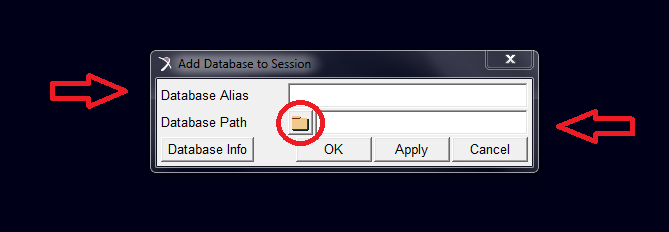 Add Database to Session
Database Alias
Database Path
Database Info OK Apply Cancel